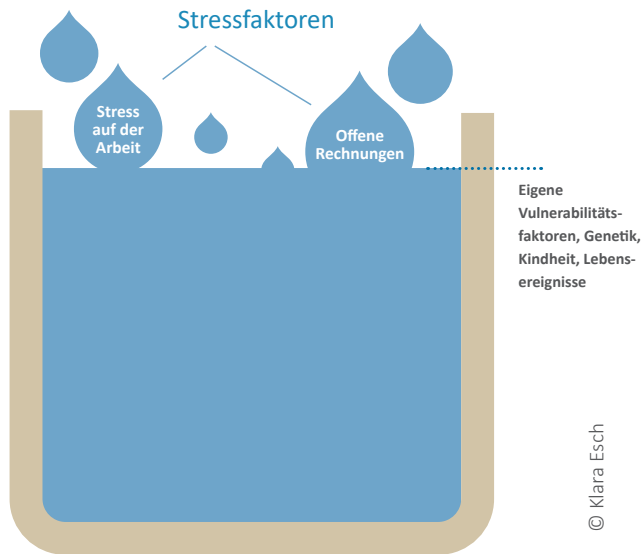 Stressfaktoren
Stress
auf der
Arbeit
Offene
Rechnungen
Eigene
Vulnerabilitäts-
faktoren, Genetik,
Kindheit, Lebens-
ereignisse
© Klara Esch